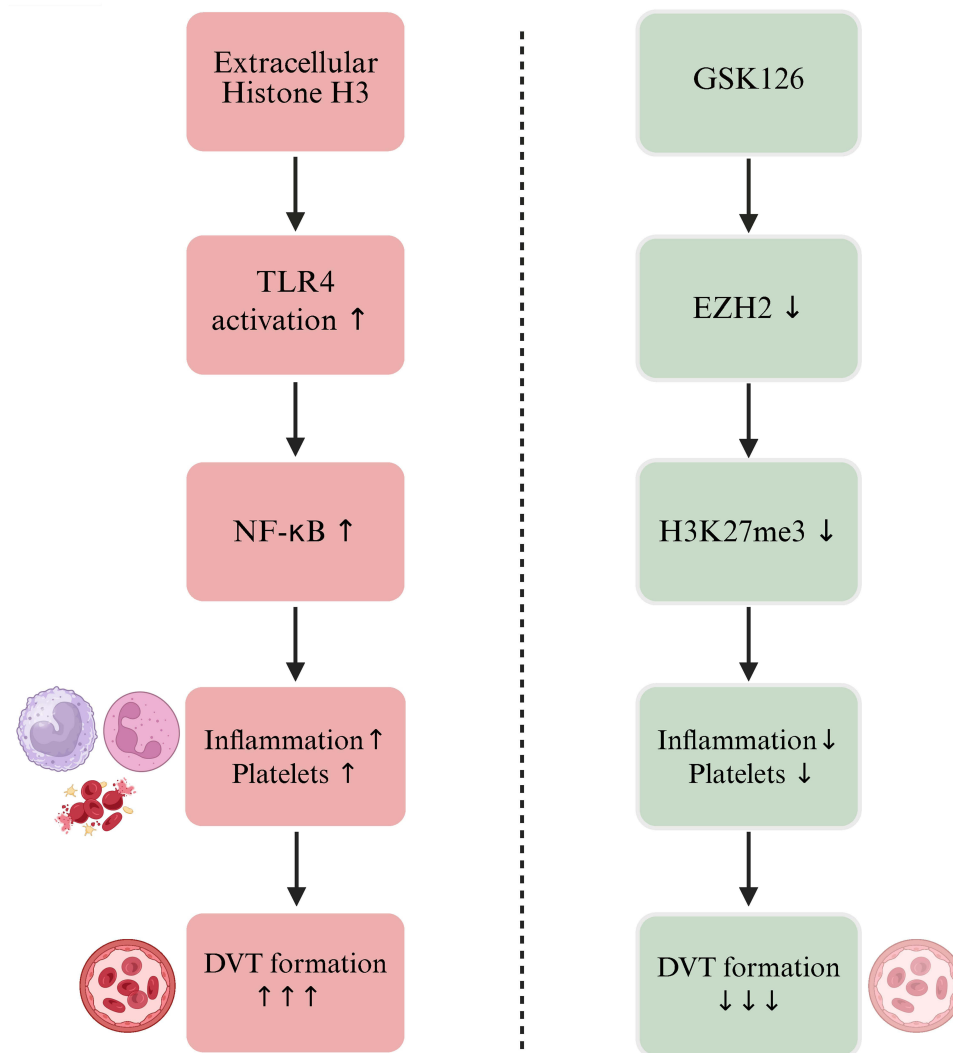 Extracellular
Histone H3
TLR4
activation ↑
NF-κB ↑
Inflammation↑
Platelets ↑
DVT formation
↑↑↑
GSK126
EZH2 ↓
H3K27me3 ↓
Inflammation↓
Platelets ↓
DVT formation
↓↓↓